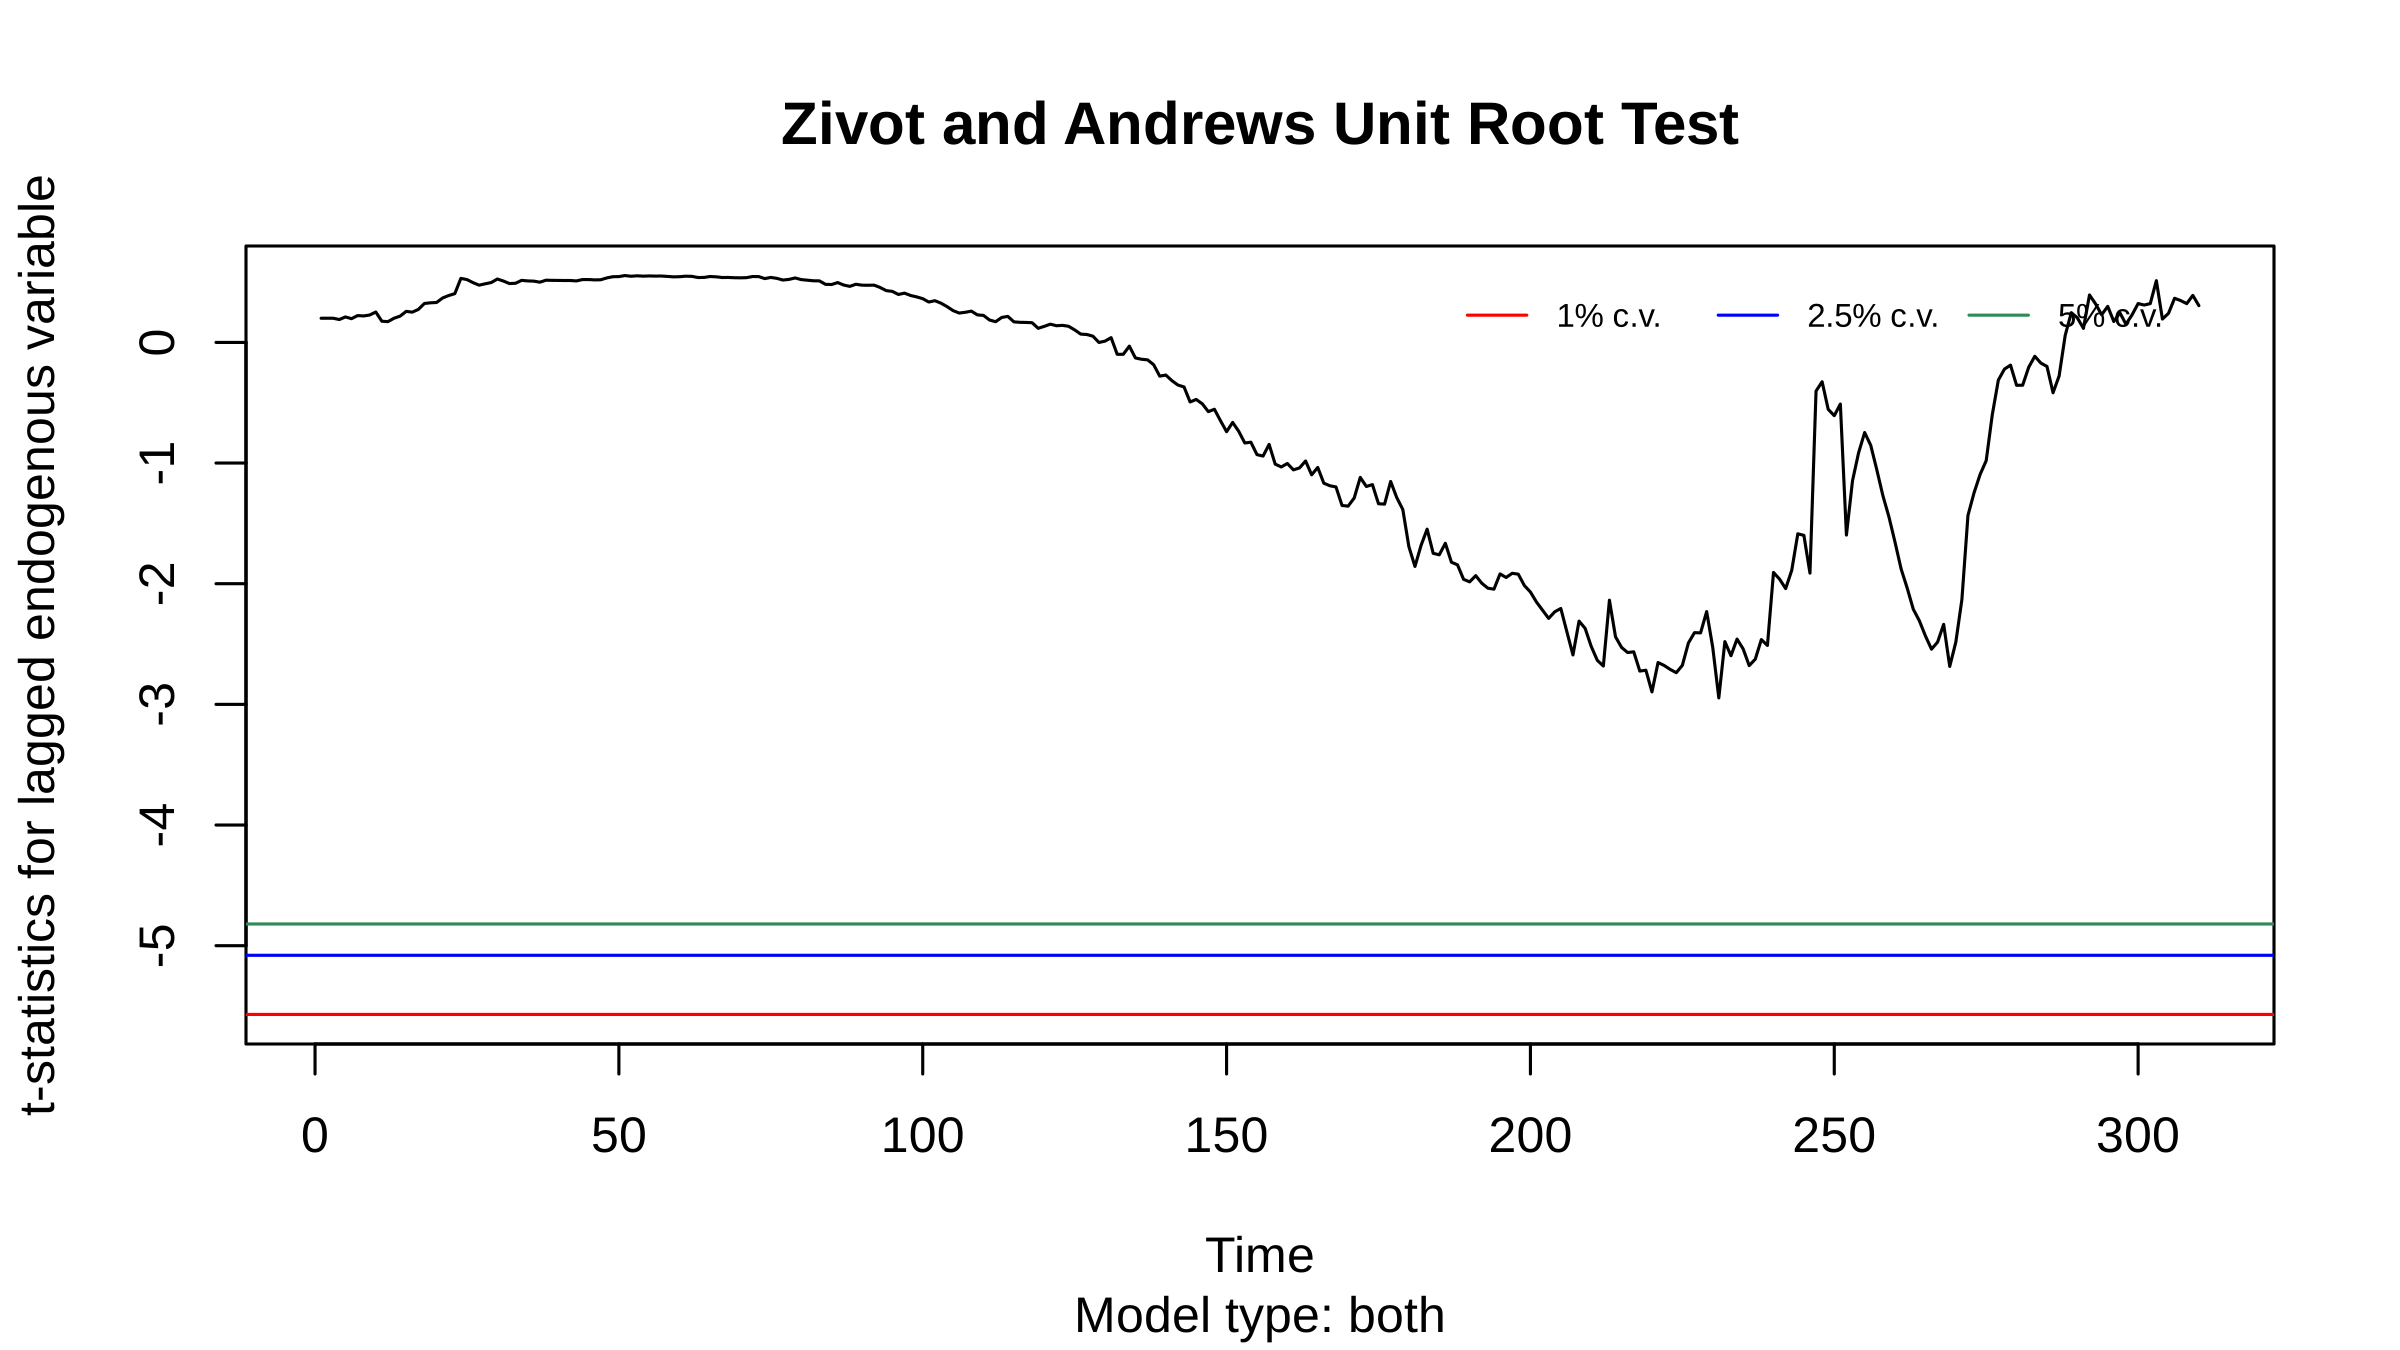 Zivot and Andrews Unit Root Test
t-statistics for lagged endogenous variable
1% c.v. 2.5% c.v. 5% c.v.
0
-1
-2
-3
-4
-5
0 50 100 150 200 250 300
Time
Model type: both